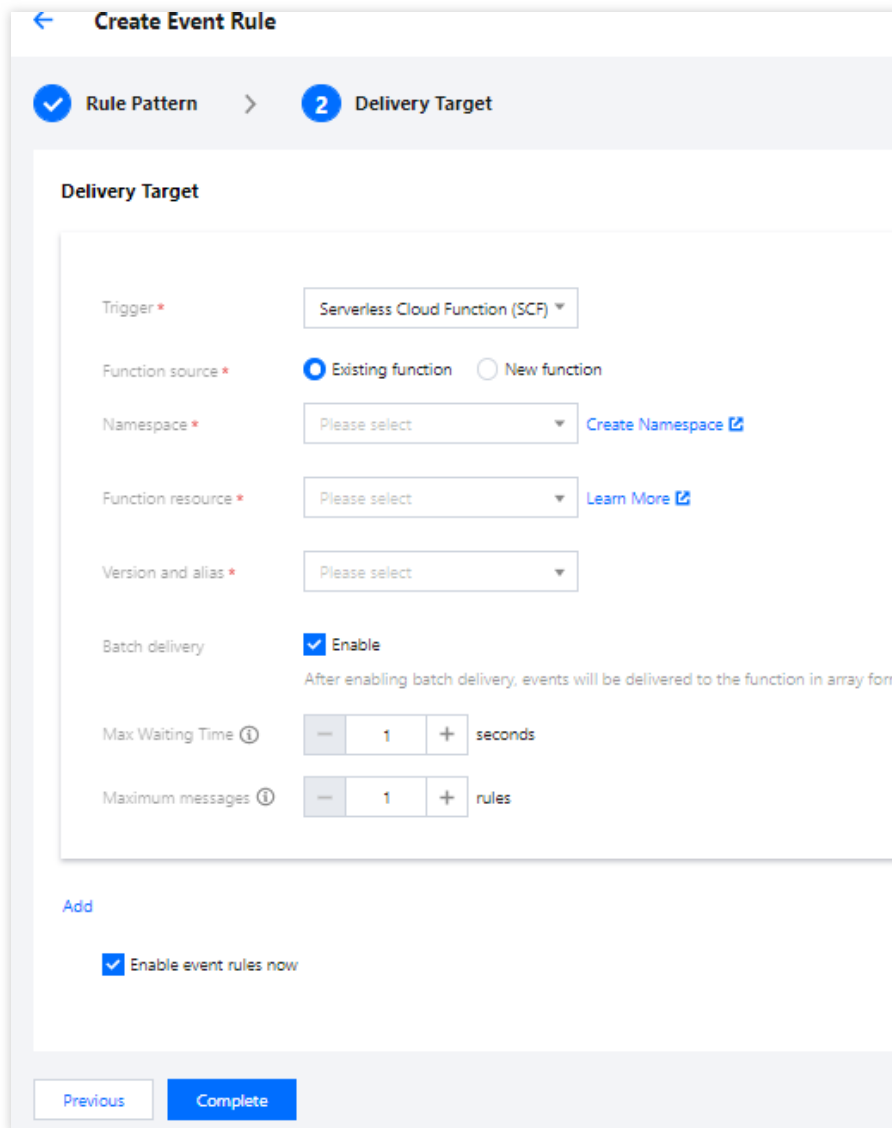 Create Event Rule
Rule Pattern > 2 Delivery Target
Delivery Target
Trigger * Serverless Cloud Function (SCF)
Function source * Existing function New function
Namespace * Please select Create Namespace
Function resource * Please select Learn More
Version and alias * Please select
Batch delivery Enable
After enabling batch delivery, events will be delivered to the function in array for
Max Waiting Time − 1 + seconds
Maximum messages − 1 + rules
Add
Enable event rules now
Previous Complete